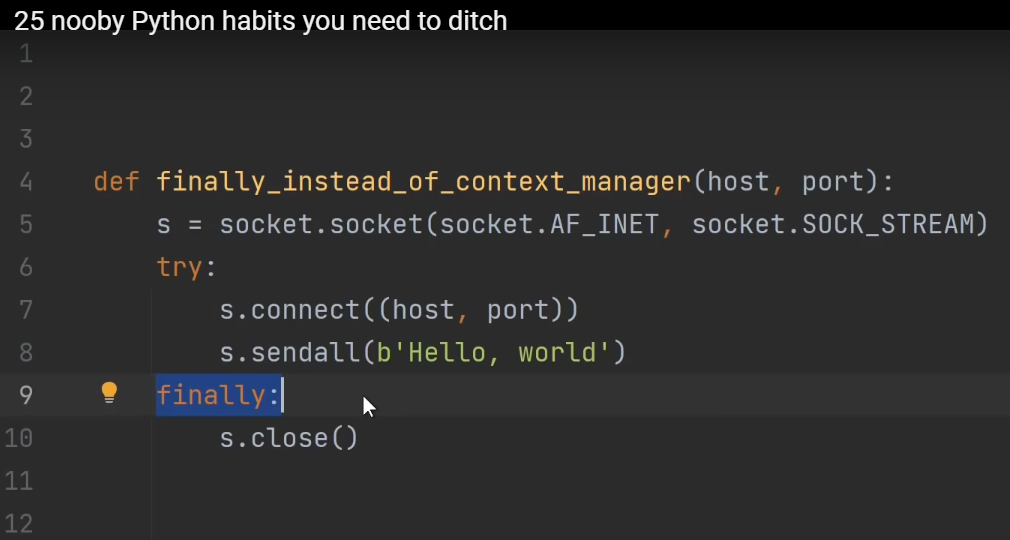 25 nooby Python habits you need to ditch
1
2
3
4 def finally_instead_of_context_manager(host, port):
5 s = socket.socket(socket.AF_INET, socket.SOCK_STREAM)
6 try:
7 s.connect((host, port))
8 s.sendall(b'Hello, world')
9 finally:
10 s.close()
11
12